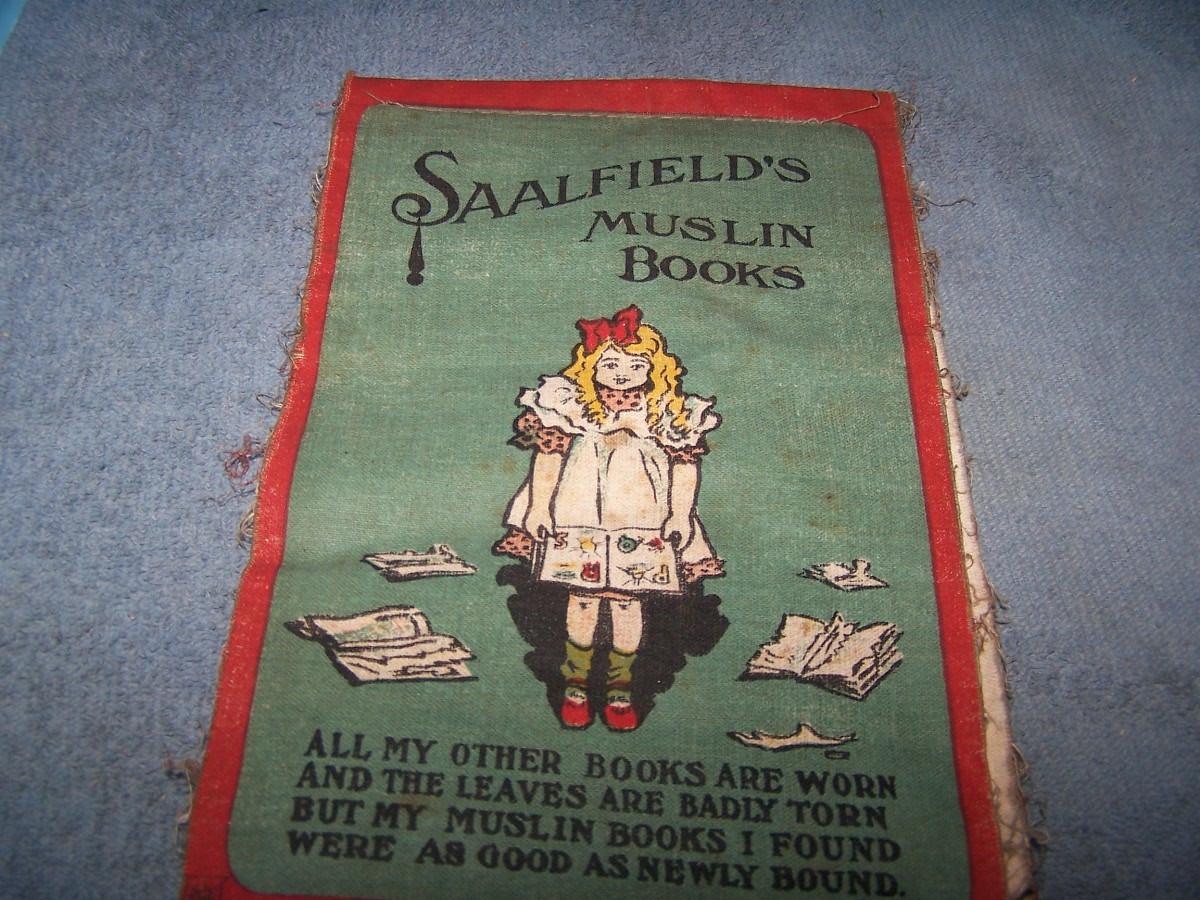 SAALFIELD'S
MUSLIN
BOOKS
ALL MY OTHER BOOKS ARE WORN
AND THE LEAVES ARE BADLY TORN
BUT MY MUSLIN BOOKS I FOUND
WERE AS GOOD AS NEWLY BOUND.